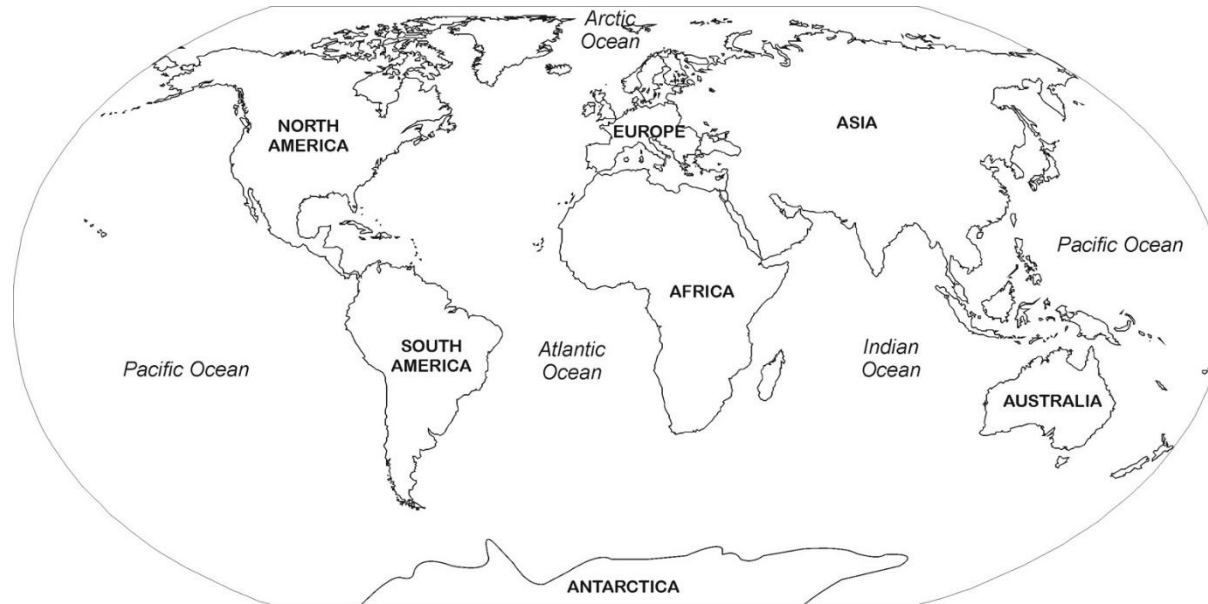 Arctic
Ocean
NORTH
AMERICA
EUROPE
ASIA
Pacific Ocean
AFRICA
SOUTH
AMERICA
Atlantic
Ocean
Indian
Ocean
Pacific Ocean
AUSTRALIA
ANTARCTICA